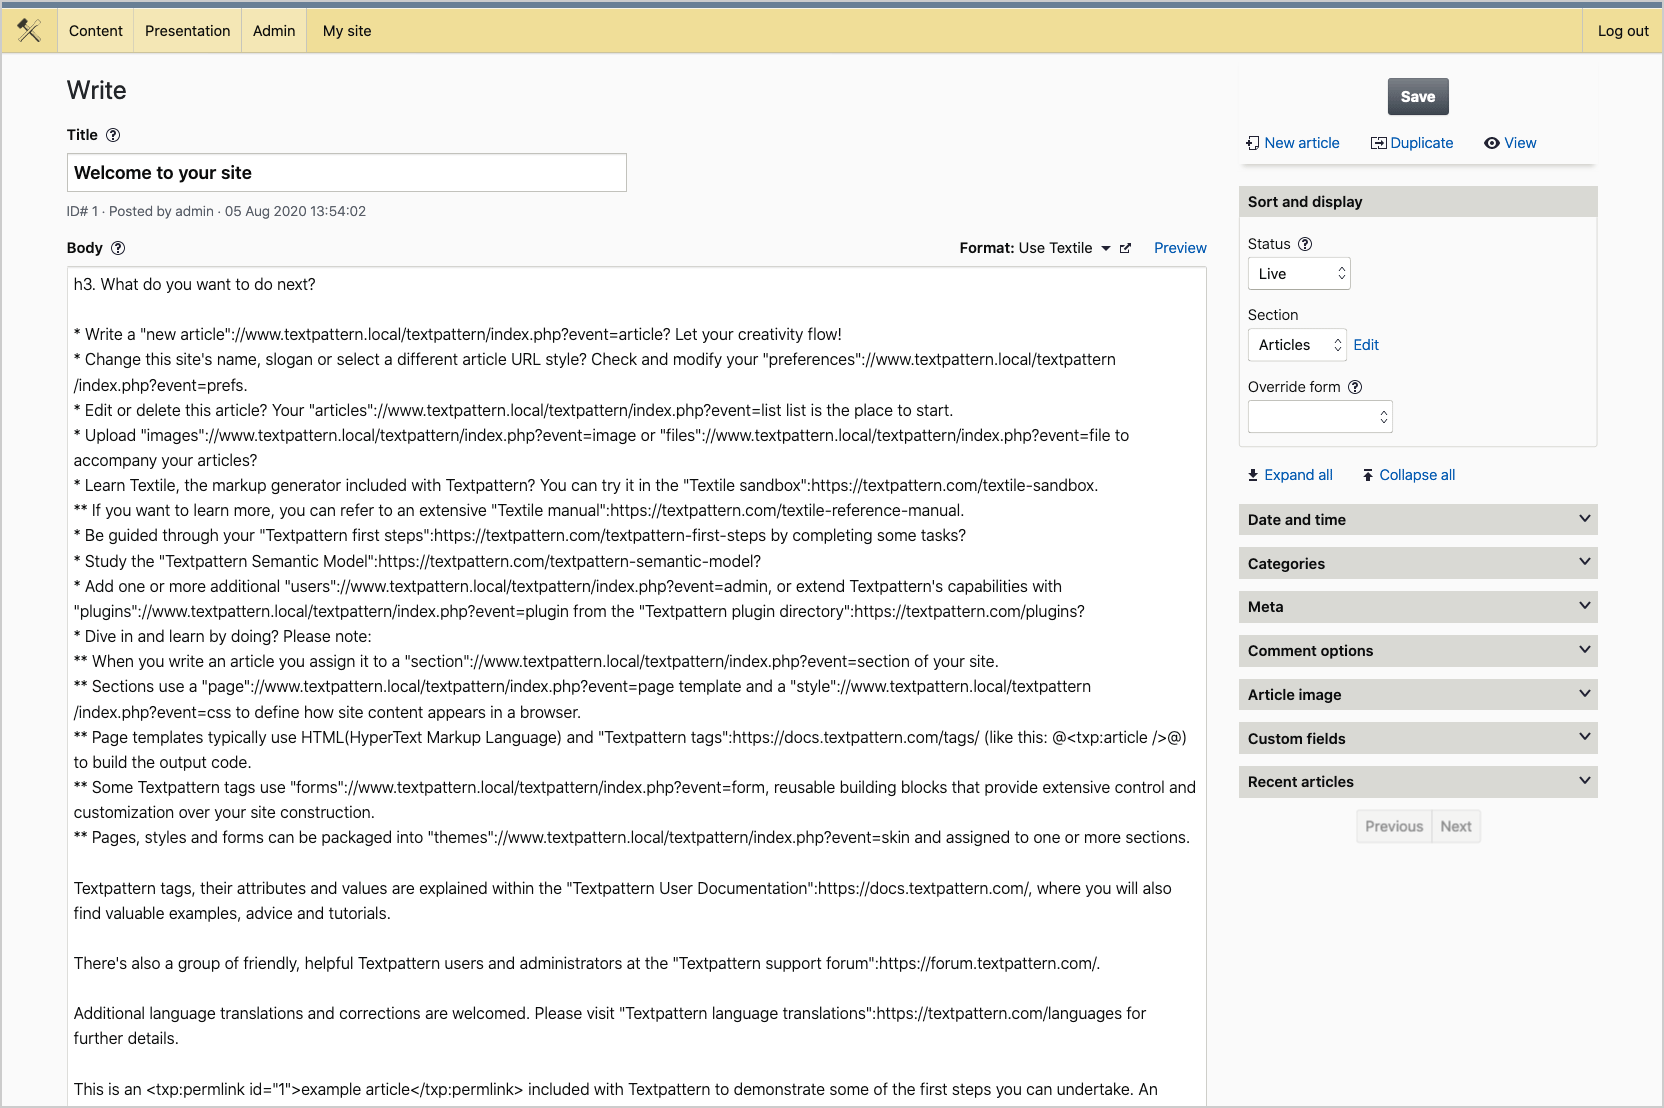 Content Presentation Admin My site Log out
Write
Title
Welcome to your site
ID# 1 · Posted by admin · 05 Aug 2020 13:54:02
Body Format: Use Textile Preview
h3. What do you want to do next?
* Write a "new article"://www.textpattern.local/textpattern/index.php?event=article? Let your creativity flow!
* Change this site's name, slogan or select a different article URL style? Check and modify your "preferences"://www.textpattern.local/textpattern
/index.php?event=prefs.
* Edit or delete this article? Your "articles"://www.textpattern.local/textpattern/index.php?event=list list is the place to start.
* Upload "images"://www.textpattern.local/textpattern/index.php?event=image or "files"://www.textpattern.local/textpattern/index.php?event=file to
accompany your articles?
* Learn Textile, the markup generator included with Textpattern? You can try it in the "Textile sandbox":https://textpattern.com/textile-sandbox.
** If you want to learn more, you can refer to an extensive "Textile manual":https://textpattern.com/textile-reference-manual.
* Be guided through your "Textpattern first steps":https://textpattern.com/textpattern-first-steps by completing some tasks?
* Study the "Textpattern Semantic Model":https://textpattern.com/textpattern-semantic-model?
* Add one or more additional "users"://www.textpattern.local/textpattern/index.php?event=admin, or extend Textpattern's capabilities with
"plugins"://www.textpattern.local/textpattern/index.php?event=plugin from the "Textpattern plugin directory":https://textpattern.com/plugins?
* Dive in and learn by doing? Please note:
** When you write an article you assign it to a "section"://www.textpattern.local/textpattern/index.php?event=section of your site.
** Sections use a "page"://www.textpattern.local/textpattern/index.php?event=page template and a "style"://www.textpattern.local/textpattern
/index.php?event=css to define how site content appears in a browser.
** Page templates typically use HTML(HyperText Markup Language) and "Textpattern tags":https://docs.textpattern.com/tags/ (like this: @<txp:article />@)
to build the output code.
** Some Textpattern tags use "forms"://www.textpattern.local/textpattern/index.php?event=form, reusable building blocks that provide extensive control and
customization over your site construction.
** Pages, styles and forms can be packaged into "themes"://www.textpattern.local/textpattern/index.php?event=skin and assigned to one or more sections.
Textpattern tags, their attributes and values are explained within the "Textpattern User Documentation":https://docs.textpattern.com/, where you will also
find valuable examples, advice and tutorials.
There's also a group of friendly, helpful Textpattern users and administrators at the "Textpattern support forum":https://forum.textpattern.com/.
Additional language translations and corrections are welcomed. Please visit "Textpattern language translations":https://textpattern.com/languages for
further details.
This is an <txp:permlink id="1">example article</txp:permlink> included with Textpattern to demonstrate some of the first steps you can undertake. An
Save
New article Duplicate View
Sort and display
Status
Live
Section
Articles Edit
Override form
Expand all Collapse all
Date and time
Categories
Meta
Comment options
Article image
Custom fields
Recent articles
Previous Next